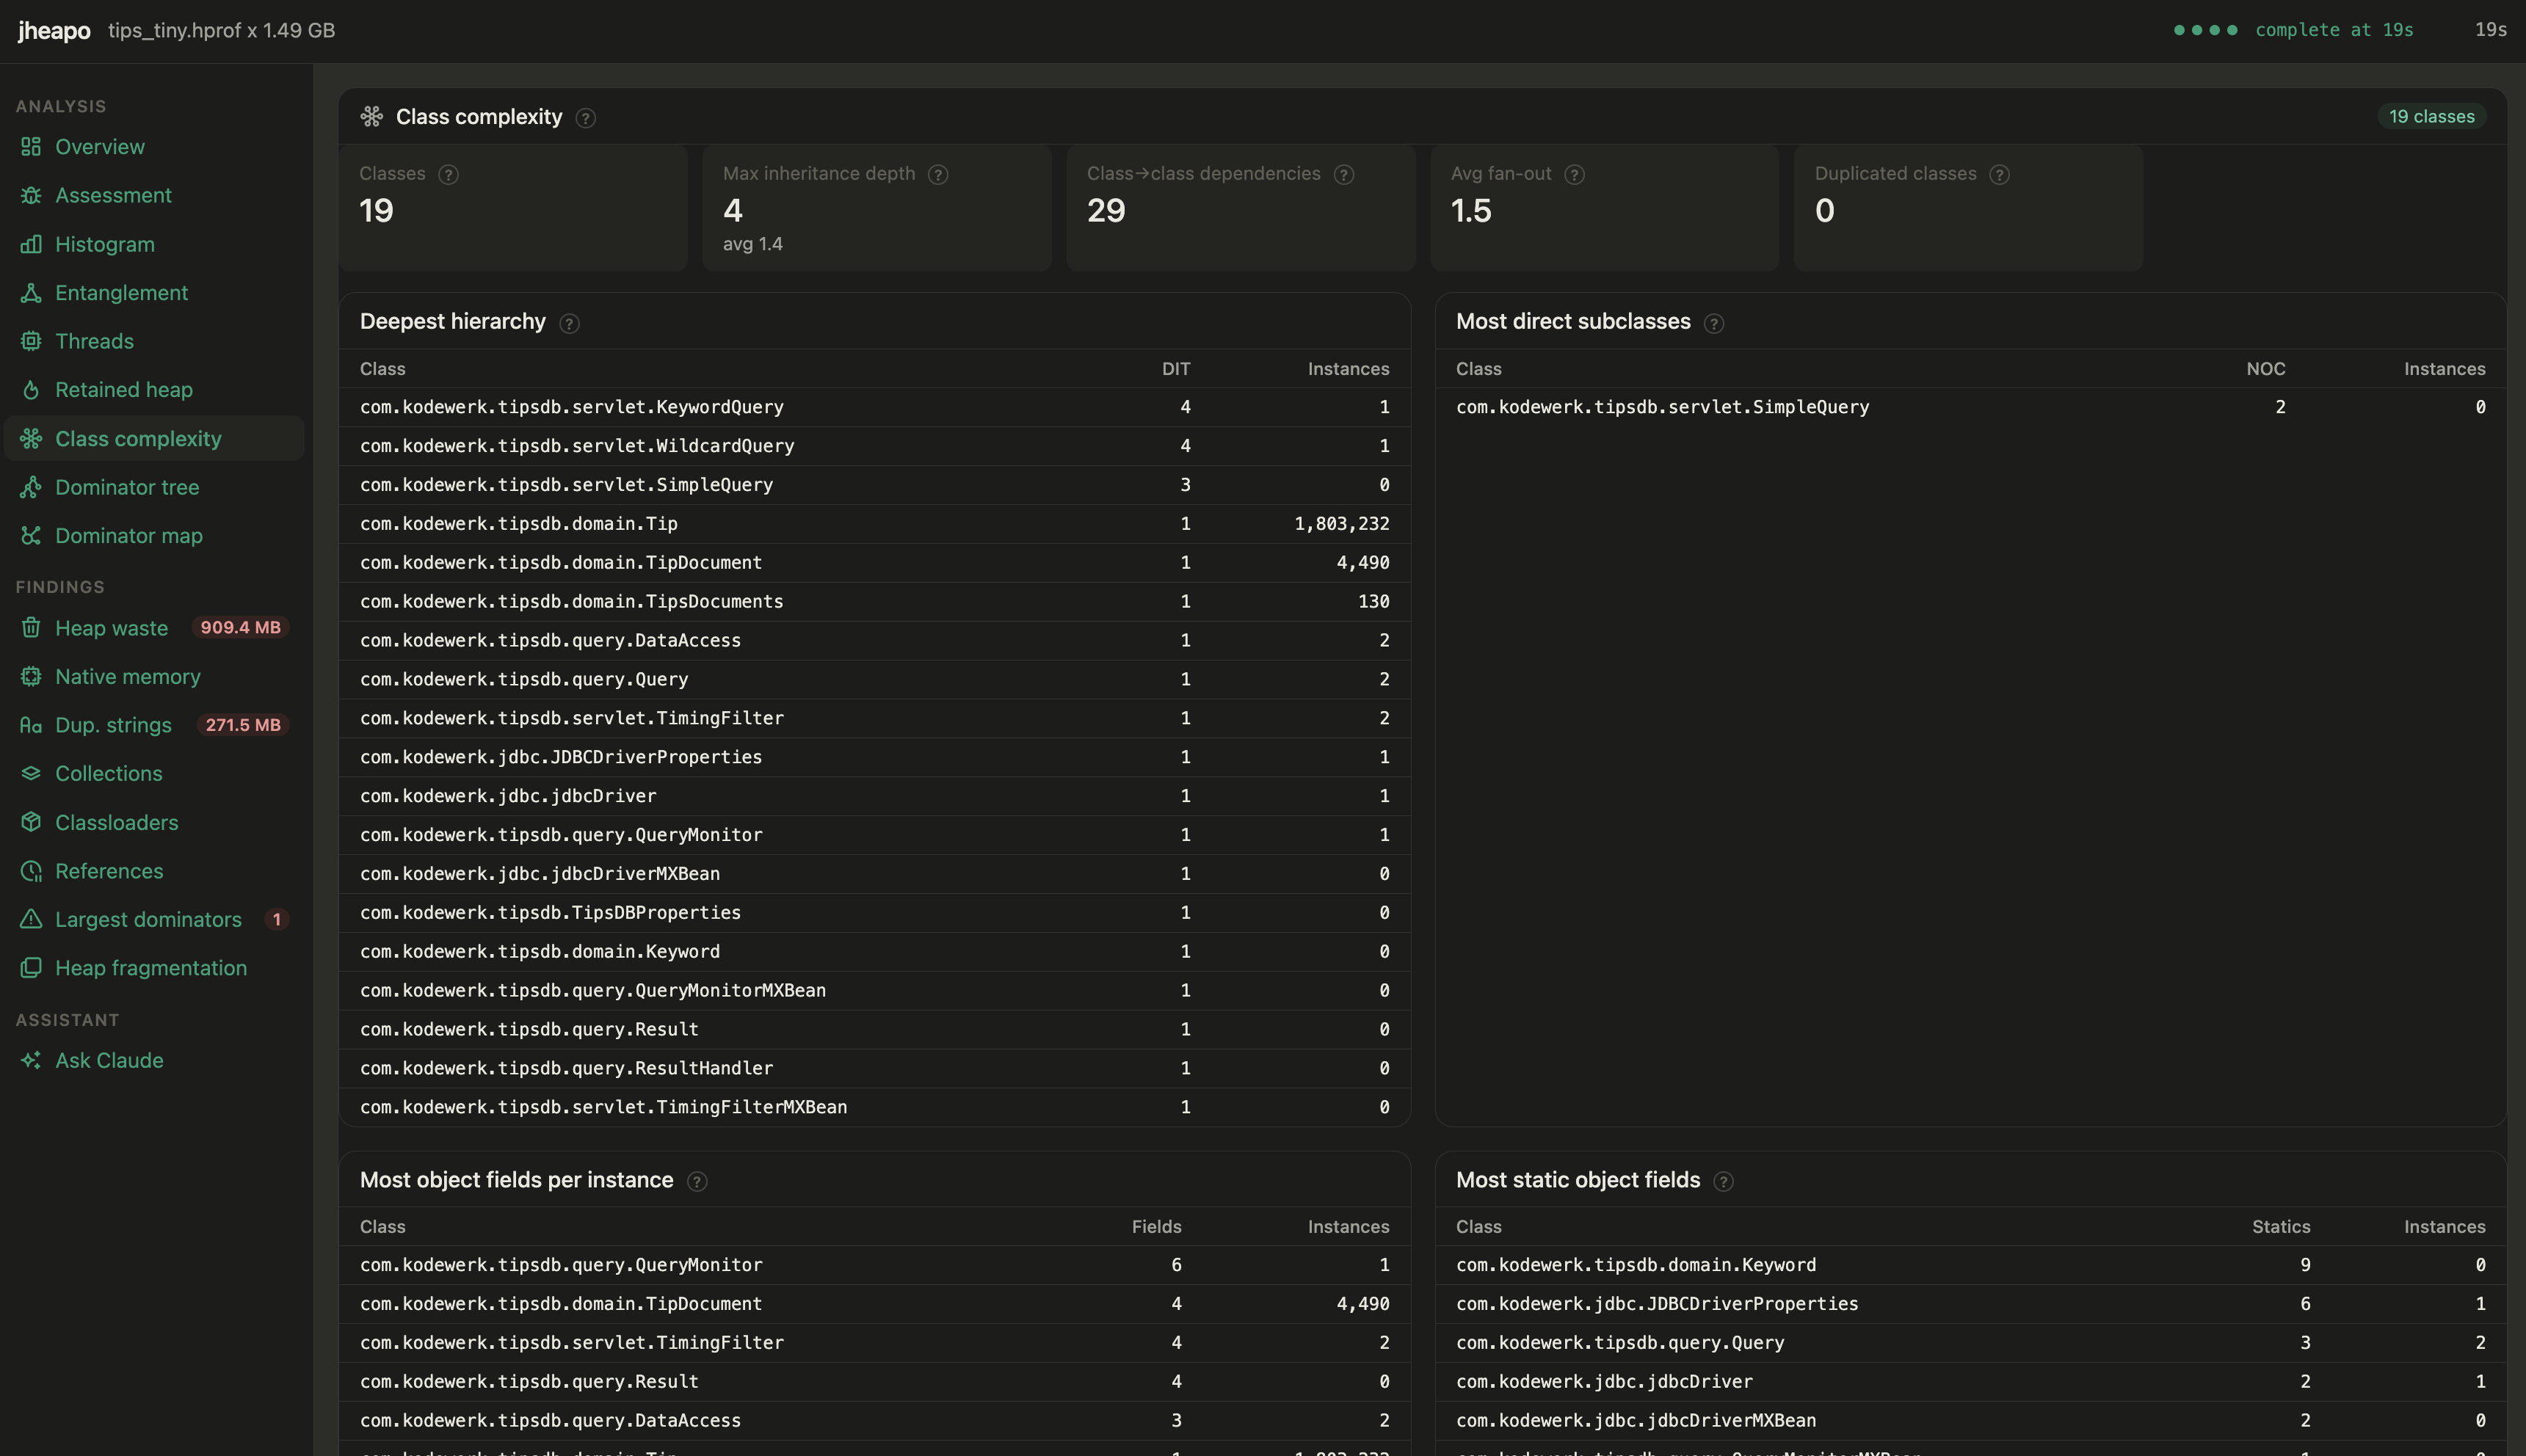 jheapo tips_tiny.hprof x 1.49 GB
complete at 19s 19s
ANALYSIS
Overview
Assessment
Histogram
Entanglement
Threads
Retained heap
Class complexity
Dominator tree
Dominator map
FINDINGS
Heap waste 909.4 MB
Native memory
Dup. strings 271.5 MB
Collections
Classloaders
References
Largest dominators 1
Heap fragmentation
ASSISTANT
Ask Claude
Class complexity ? 19 classes
Classes ?
19
Max inheritance depth ?
4
avg 1.4
Class→class dependencies ?
29
Avg fan-out ?
1.5
Duplicated classes ?
0
Deepest hierarchy ?
Class DIT Instances
com.kodewerk.tipsdb.servlet.KeywordQuery 4 1
com.kodewerk.tipsdb.servlet.WildcardQuery 4 1
com.kodewerk.tipsdb.servlet.SimpleQuery 3 0
com.kodewerk.tipsdb.domain.Tip 1 1,803,232
com.kodewerk.tipsdb.domain.TipDocument 1 4,490
com.kodewerk.tipsdb.domain.TipsDocuments 1 130
com.kodewerk.tipsdb.query.DataAccess 1 2
com.kodewerk.tipsdb.query.Query 1 2
com.kodewerk.tipsdb.servlet.TimingFilter 1 2
com.kodewerk.jdbc.JDBCDriverProperties 1 1
com.kodewerk.jdbc.jdbcDriver 1 1
com.kodewerk.tipsdb.query.QueryMonitor 1 1
com.kodewerk.jdbc.jdbcDriverMXBean 1 0
com.kodewerk.tipsdb.TipsDBProperties 1 0
com.kodewerk.tipsdb.domain.Keyword 1 0
com.kodewerk.tipsdb.query.QueryMonitorMXBean 1 0
com.kodewerk.tipsdb.query.Result 1 0
com.kodewerk.tipsdb.query.ResultHandler 1 0
com.kodewerk.tipsdb.servlet.TimingFilterMXBean 1 0
Most direct subclasses ?
Class NOC Instances
com.kodewerk.tipsdb.servlet.SimpleQuery 2 0
Most object fields per instance ?
Class Fields Instances
com.kodewerk.tipsdb.query.QueryMonitor 6 1
com.kodewerk.tipsdb.domain.TipDocument 4 4,490
com.kodewerk.tipsdb.servlet.TimingFilter 4 2
com.kodewerk.tipsdb.query.Result 4 0
com.kodewerk.tipsdb.query.DataAccess 3 2
Most static object fields ?
Class Statics Instances
com.kodewerk.tipsdb.domain.Keyword 9 0
com.kodewerk.jdbc.JDBCDriverProperties 6 1
com.kodewerk.tipsdb.query.Query 3 2
com.kodewerk.jdbc.jdbcDriver 2 1
com.kodewerk.jdbc.jdbcDriverMXBean 2 0